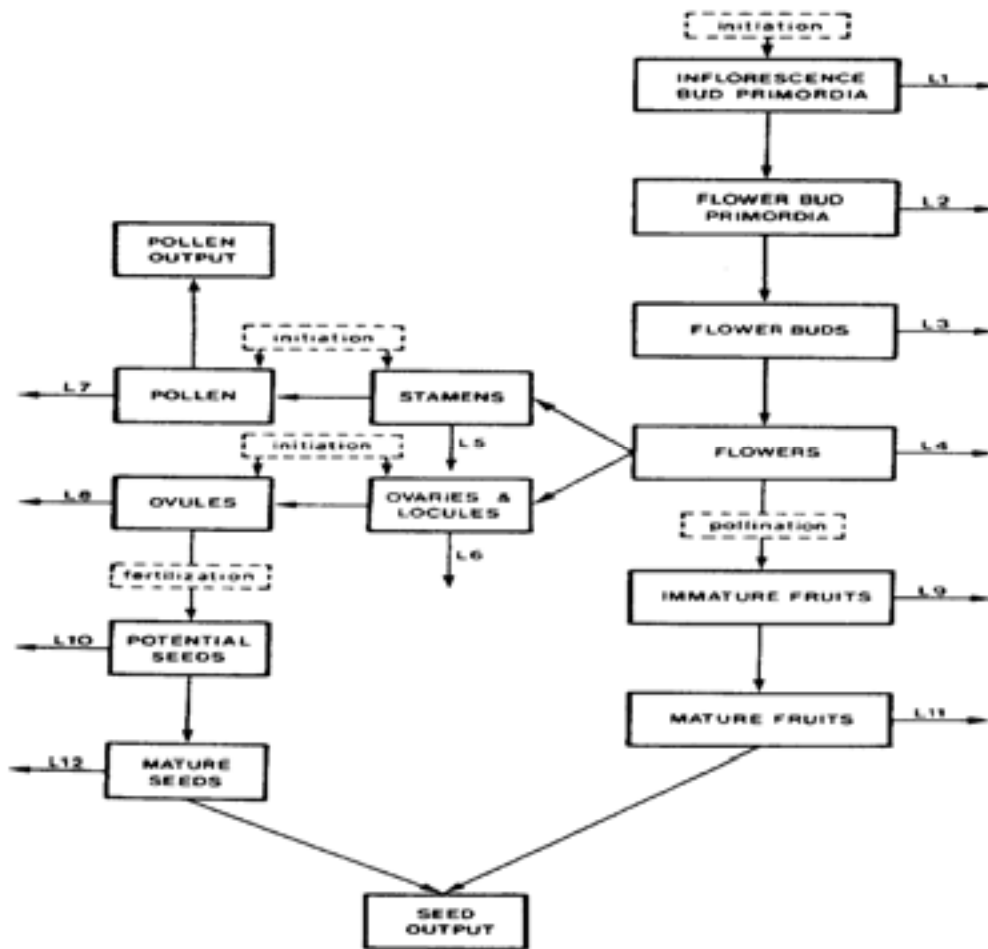 initiation
INFLORESCENCE
BUD PRIMORDIA
L1
FLOWER BUD
PRIMORDIA
L2
POLLEN
OUTPUT
initiation
FLOWER BUDS
L3
L7
POLLEN
STAMENS
L5
initiation
FLOWERS
L4
L8
OVULES
OVARIES &
LOCULES
L6
pollination
fertilization
IMMATURE FRUITS
L9
L10
POTENTIAL
SEEDS
MATURE FRUITS
L11
L12
MATURE
SEEDS
SEED
OUTPUT